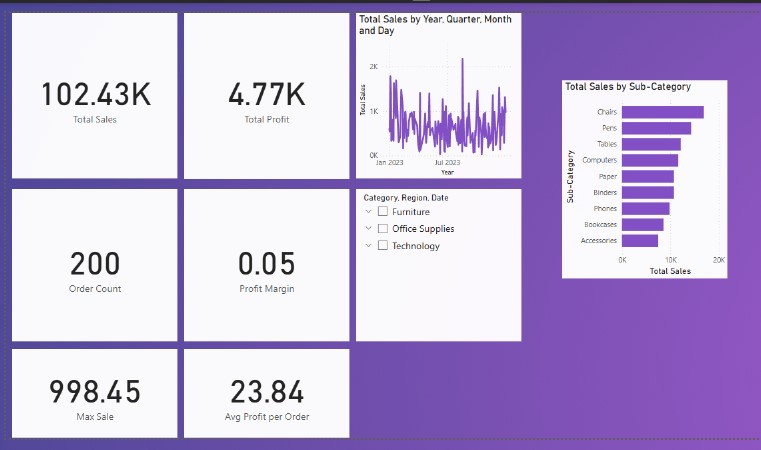 102.43K
Total Sales
4.77K
Total Profit
Total Sales by Year, Quarter, Month
and Day
Total Sales
2K
1K
0K
Jan 2023
Jul 2023
Year
Total Sales by Sub-Category
Sub-Category
Chairs
Pens
Tables
Computers
Paper
Binders
Phones
Bookcases
Accessories
0K
10K
20K
Total Sales
200
Order Count
0.05
Profit Margin
Category, Region, Date
Furniture
Office Supplies
Technology
998.45
Max Sale
23.84
Avg Profit per Order